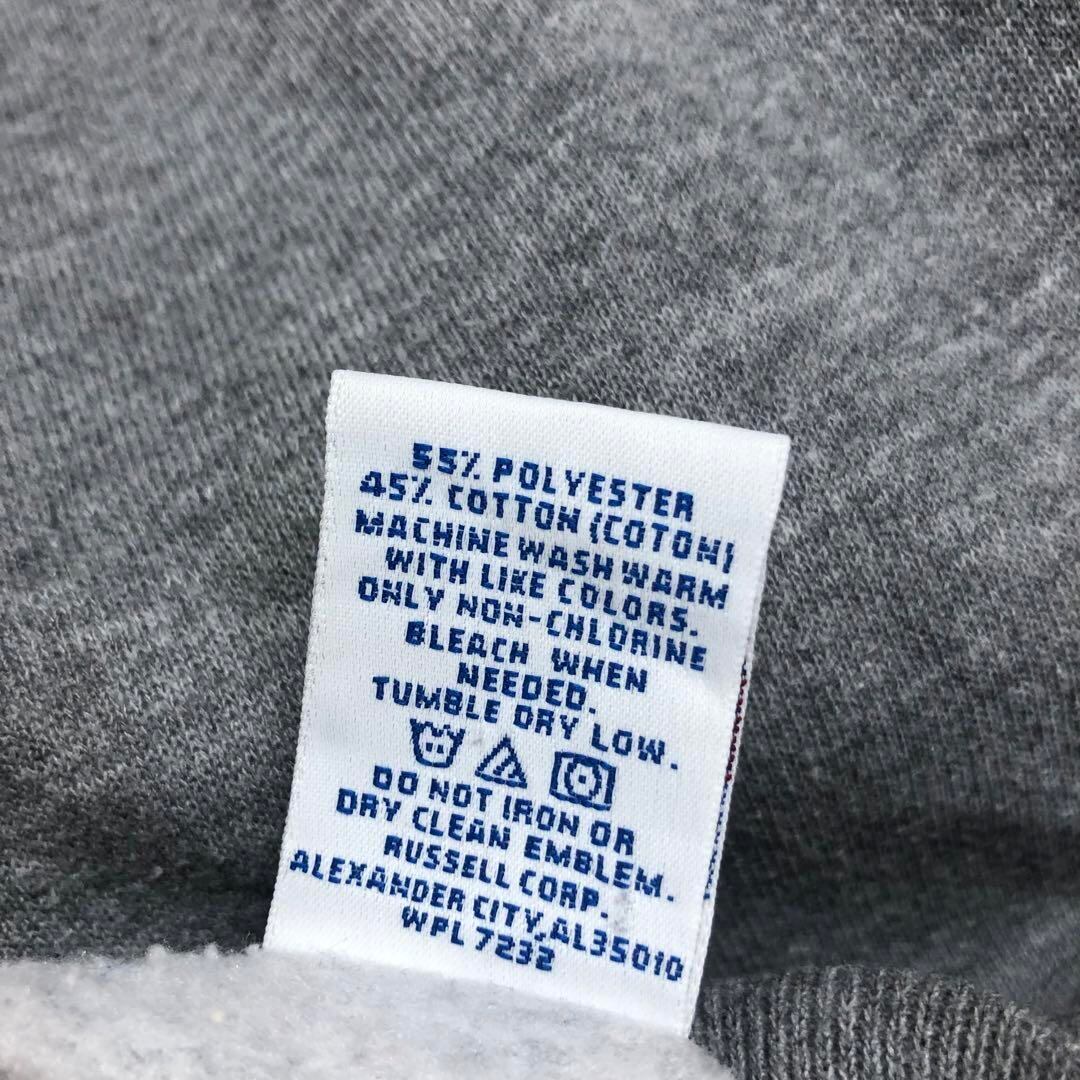 55% POLYESTER
45% COTTON (COTON)
MACHINE WASH WARM
WITH LIKE COLORS.
ONLY NON-CHLORINE
BLEACH WHEN
NEEDED.
TUMBLE DRY LOW.
DO NOT IRON OR
DRY CLEAN EMBLEM.
RUSSELL CORP.
ALEXANDER CITY,AL35010
WPL 7232